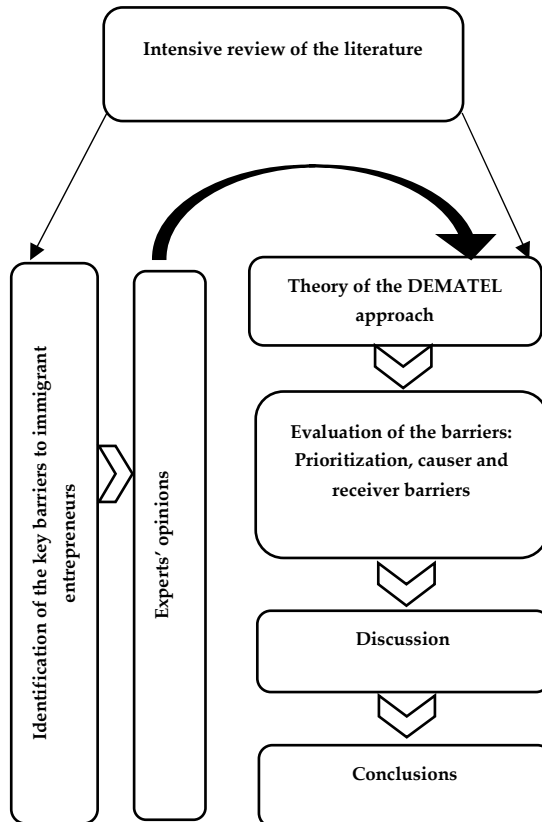 Intensive review of the literature
Identification of the key barriers to immigrant
entrepreneurs
Experts’ opinions
Theory of the DEMATEL
approach
Evaluation of the barriers:
Prioritization, causer and
receiver barriers
Discussion
Conclusions